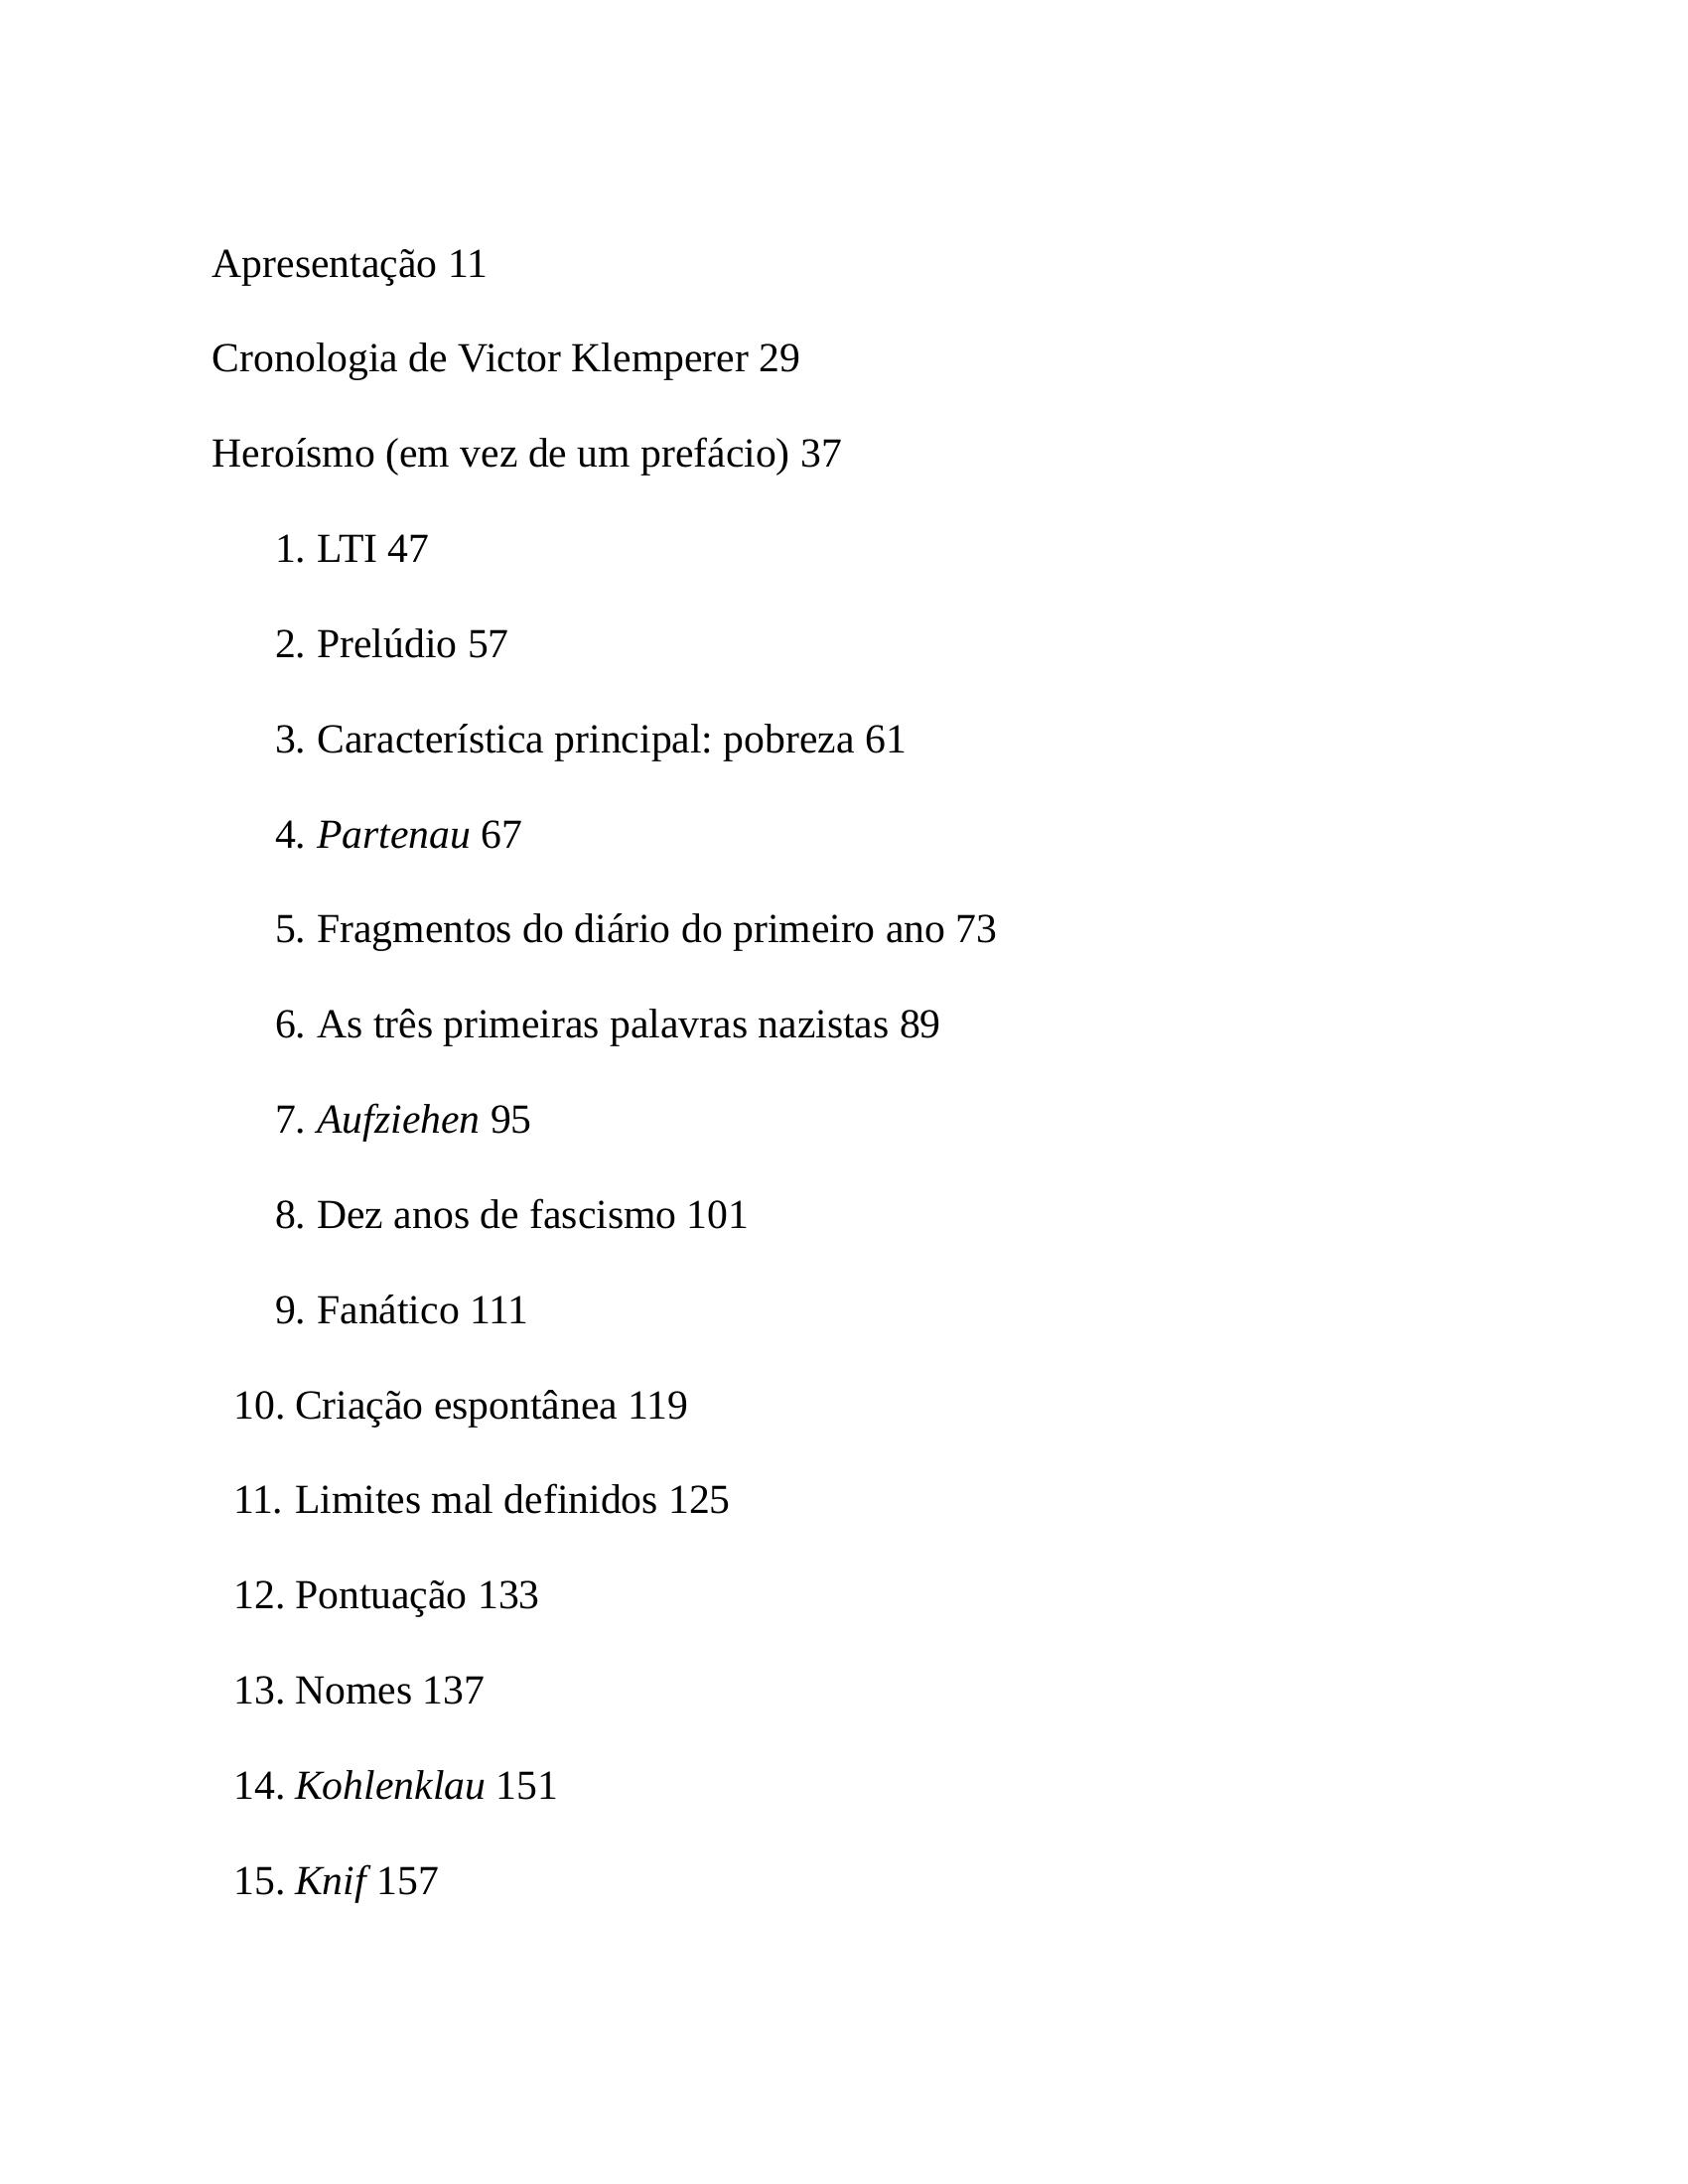 Apresentação 11
Cronologia de Victor Klemperer 29
Heroísmo (em vez de um prefácio) 37
1. LTI 47
2. Prelúdio 57
3. Característica principal: pobreza 61
4. Partenau 67
5. Fragmentos do diário do primeiro ano 73
6. As três primeiras palavras nazistas 89
7. Aufziehen 95
8. Dez anos de fascismo 101
9. Fanático 111
10. Criação espontânea 119
11. Limites mal definidos 125
12. Pontuação 133
13. Nomes 137
14. Kohlenklau 151
15. Knif 157